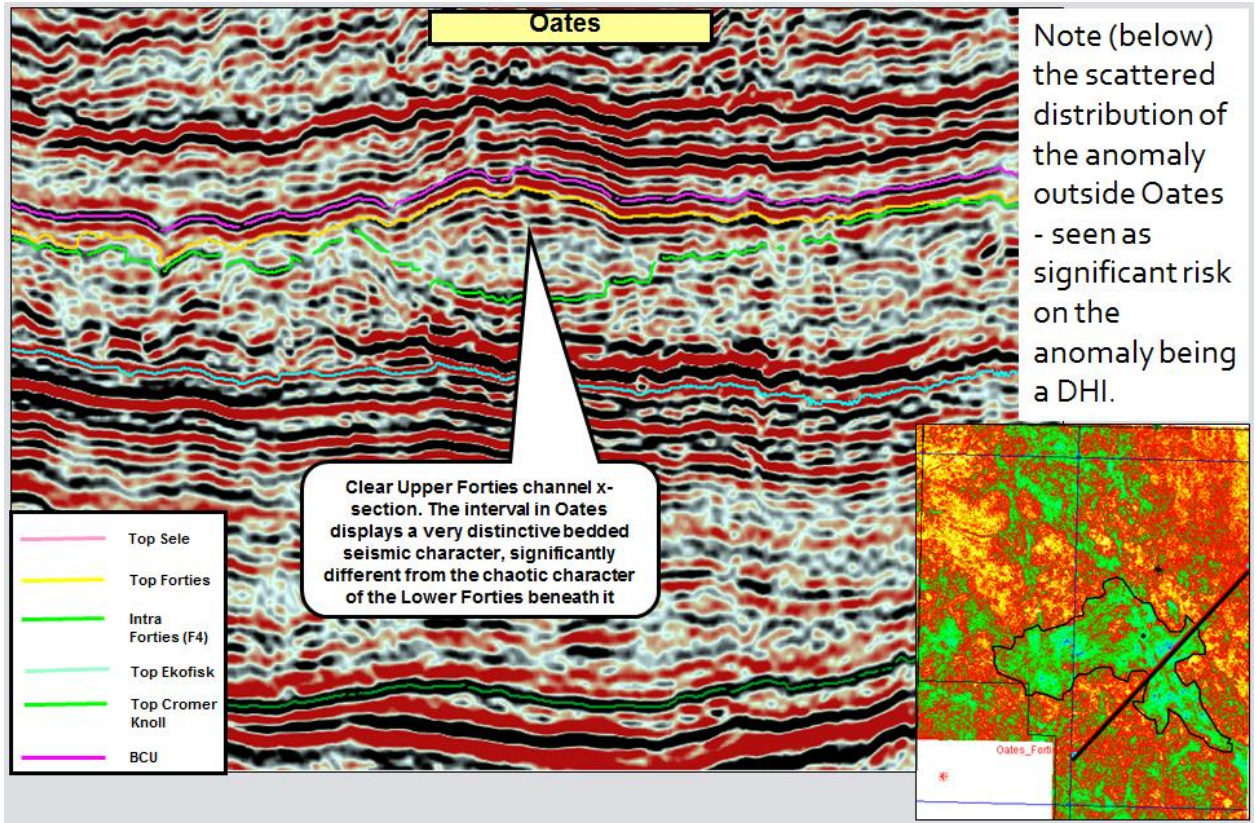 Oates
Note (below)
the scattered
distribution of
the anomaly
outside Oates
- seen as
significant risk
on the
anomaly being
a DHI.
Clear Upper Forties channel x-
section. The interval in Oates
displays a very distinctive bedded
seismic character, significantly
different from the chaotic character
of the Lower Forties beneath it
Top Sele
Top Forties
Intra
Forties (F4)
Top Ekofisk
Top Cromer
Knoll
BCU
Oates_Fortie